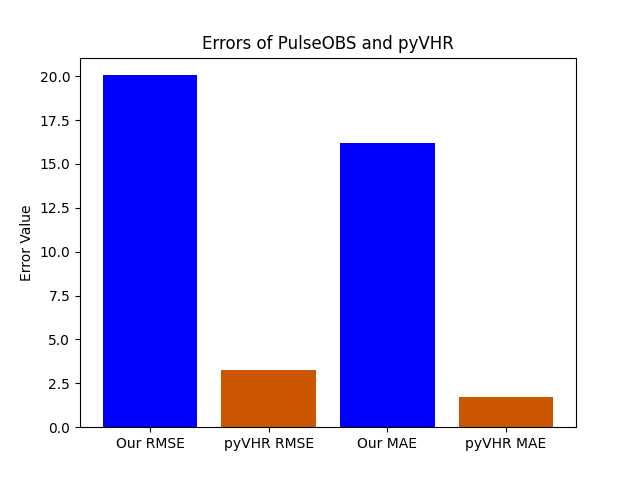 Errors of PulseOBS and pyVHR
20.0
17.5
15.0
12.5
10.0
7.5
5.0
2.5
0.0
Error Value
Our RMSE
pyVHR RMSE
Our MAE
pyVHR MAE